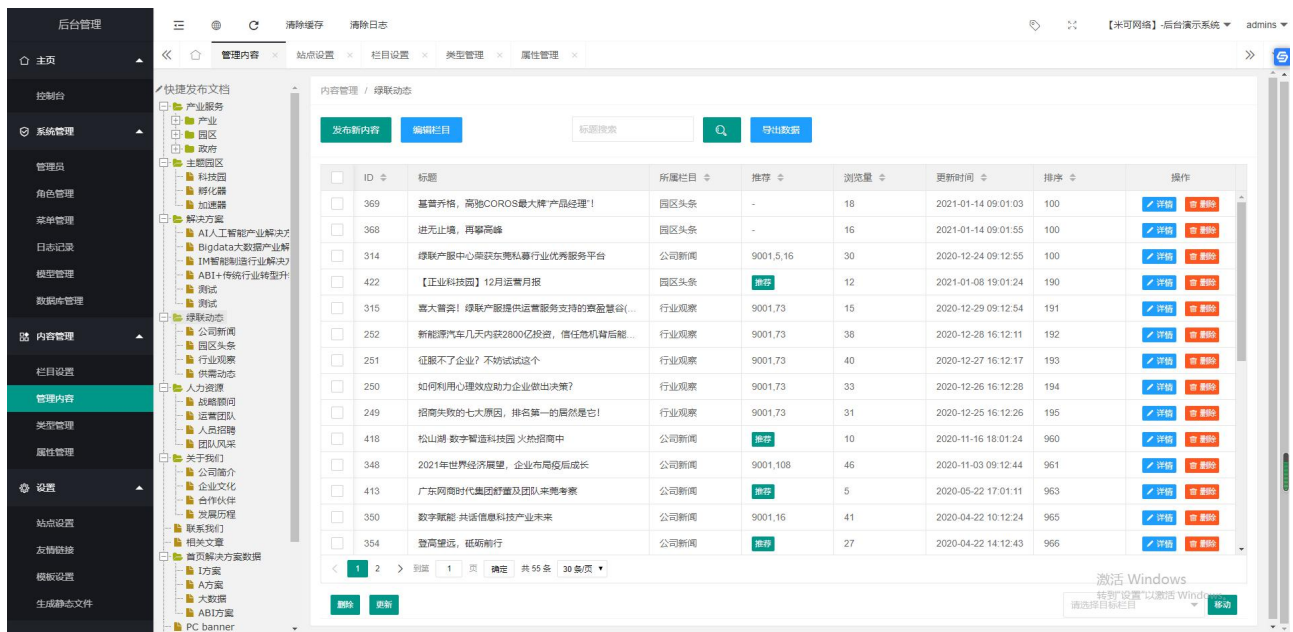 后台管理
清除缓存 清除日志
【米可网络】-后台演示系统 admins
主页
控制台
系统管理
管理员
角色管理
菜单管理
日志记录
模型管理
数据库管理
内容管理
栏目设置
管理内容
类型管理
属性管理
设置
站点设置
友情链接
模板设置
生成静态文件
管理内容 站点设置 栏目设置 类型管理 属性管理
快捷发布文档
产业服务
产业
园区
政府
主题园区
科技园
孵化器
加速器
解决方案
AI人工智能产业解决方
Bigdata大数据产业解
IM智能制造行业解决方
ABI+传统行业转型升
测试
测试
绿联动态
公司新闻
园区头条
行业观察
供需动态
人力资源
战略顾问
运营团队
人员招聘
团队风采
关于我们
公司简介
企业文化
合作伙伴
发展历程
联系我们
相关文章
首页解决方案数据
I方案
A方案
大数据
ABI方案
PC banner
内容管理 / 绿联动态
发布新内容 编辑栏目 标题搜索 导出数据
ID 标题 所属栏目 推荐 浏览量 更新时间 排序 操作
369 基普乔格，高驰COROS最大牌“产品经理”！ 园区头条 - 18 2021-01-14 09:01:03 100 详情 删除
368 进无止境，再攀高峰 园区头条 - 16 2021-01-14 09:01:55 100 详情 删除
314 绿联产服中心荣获东莞私募行业优秀服务平台 公司新闻 9001,5,16 30 2020-12-24 09:12:55 100 详情 删除
422 【正业科技园】12月运营月报 园区头条 推荐 12 2021-01-08 19:01:24 190 详情 删除
315 喜大普奔！绿联产服提供运营服务支持的寮盈慧谷(... 行业观察 9001,73 15 2020-12-29 09:12:54 191 详情 删除
252 新能源汽车几天内获2800亿投资，信任危机背后能... 行业观察 9001,73 38 2020-12-28 16:12:11 192 详情 删除
251 征服不了企业？不妨试试这个 行业观察 9001,73 40 2020-12-27 16:12:17 193 详情 删除
250 如何利用心理效应助力企业做出决策？ 行业观察 9001,73 33 2020-12-26 16:12:28 194 详情 删除
249 招商失败的七大原因，排名第一的居然是它！ 行业观察 9001,73 31 2020-12-25 16:12:26 195 详情 删除
418 松山湖 数字智造科技园 火热招商中 公司新闻 推荐 10 2020-11-16 18:01:24 960 详情 删除
348 2021年世界经济展望，企业布局疫后成长 公司新闻 9001,108 46 2020-11-03 09:12:44 961 详情 删除
413 广东网商时代集团舒董及团队来莞考察 公司新闻 推荐 5 2020-05-22 17:01:11 963 详情 删除
350 数字赋能·共话信息科技产业未来 公司新闻 9001,16 41 2020-04-22 10:12:24 965 详情 删除
354 登高望远，砥砺前行 公司新闻 推荐 27 2020-04-22 14:12:43 966 详情 删除
1 2 到第 1 页 确定 共 55 条 30 条/页
激活 Windows
转到“设置”以激活 Windows。
删除 更新 请选择目标栏目 移动